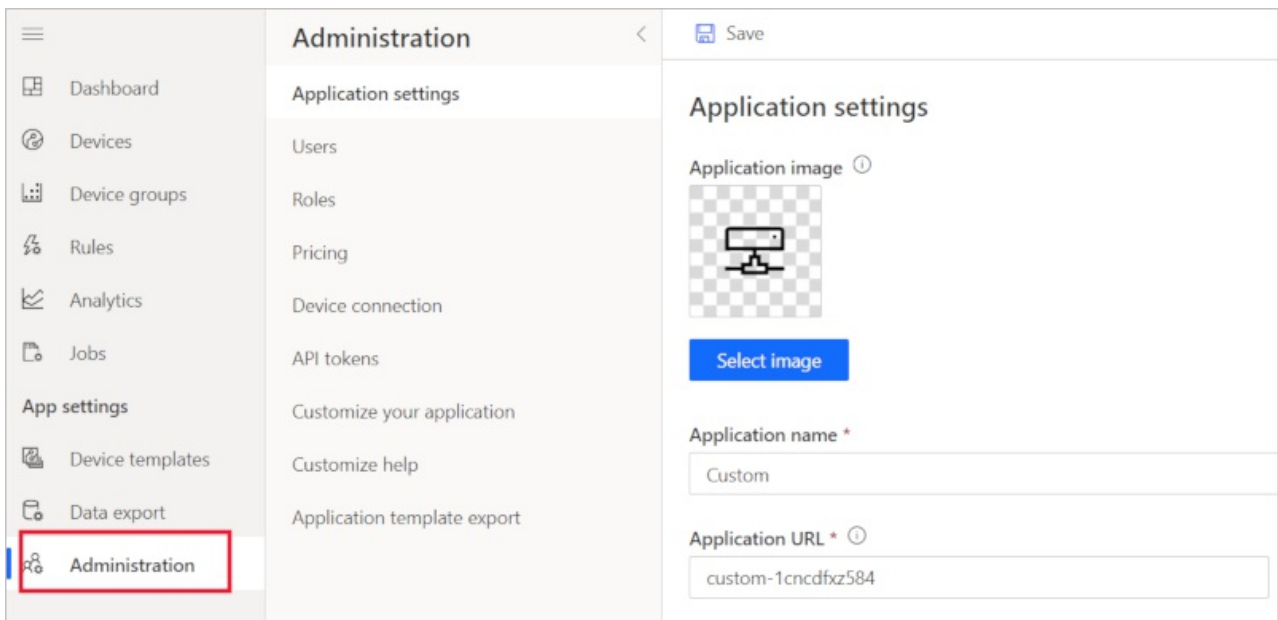 Dashboard
Devices
Device groups
Rules
Analytics
Jobs
App settings
Device templates
Data export
Administration
Administration
Application settings
Users
Roles
Pricing
Device connection
API tokens
Customize your application
Customize help
Application template export
Save
Application settings
Application image
Select image
Application name *
Custom
Application URL *
custom-1cncdfxz584